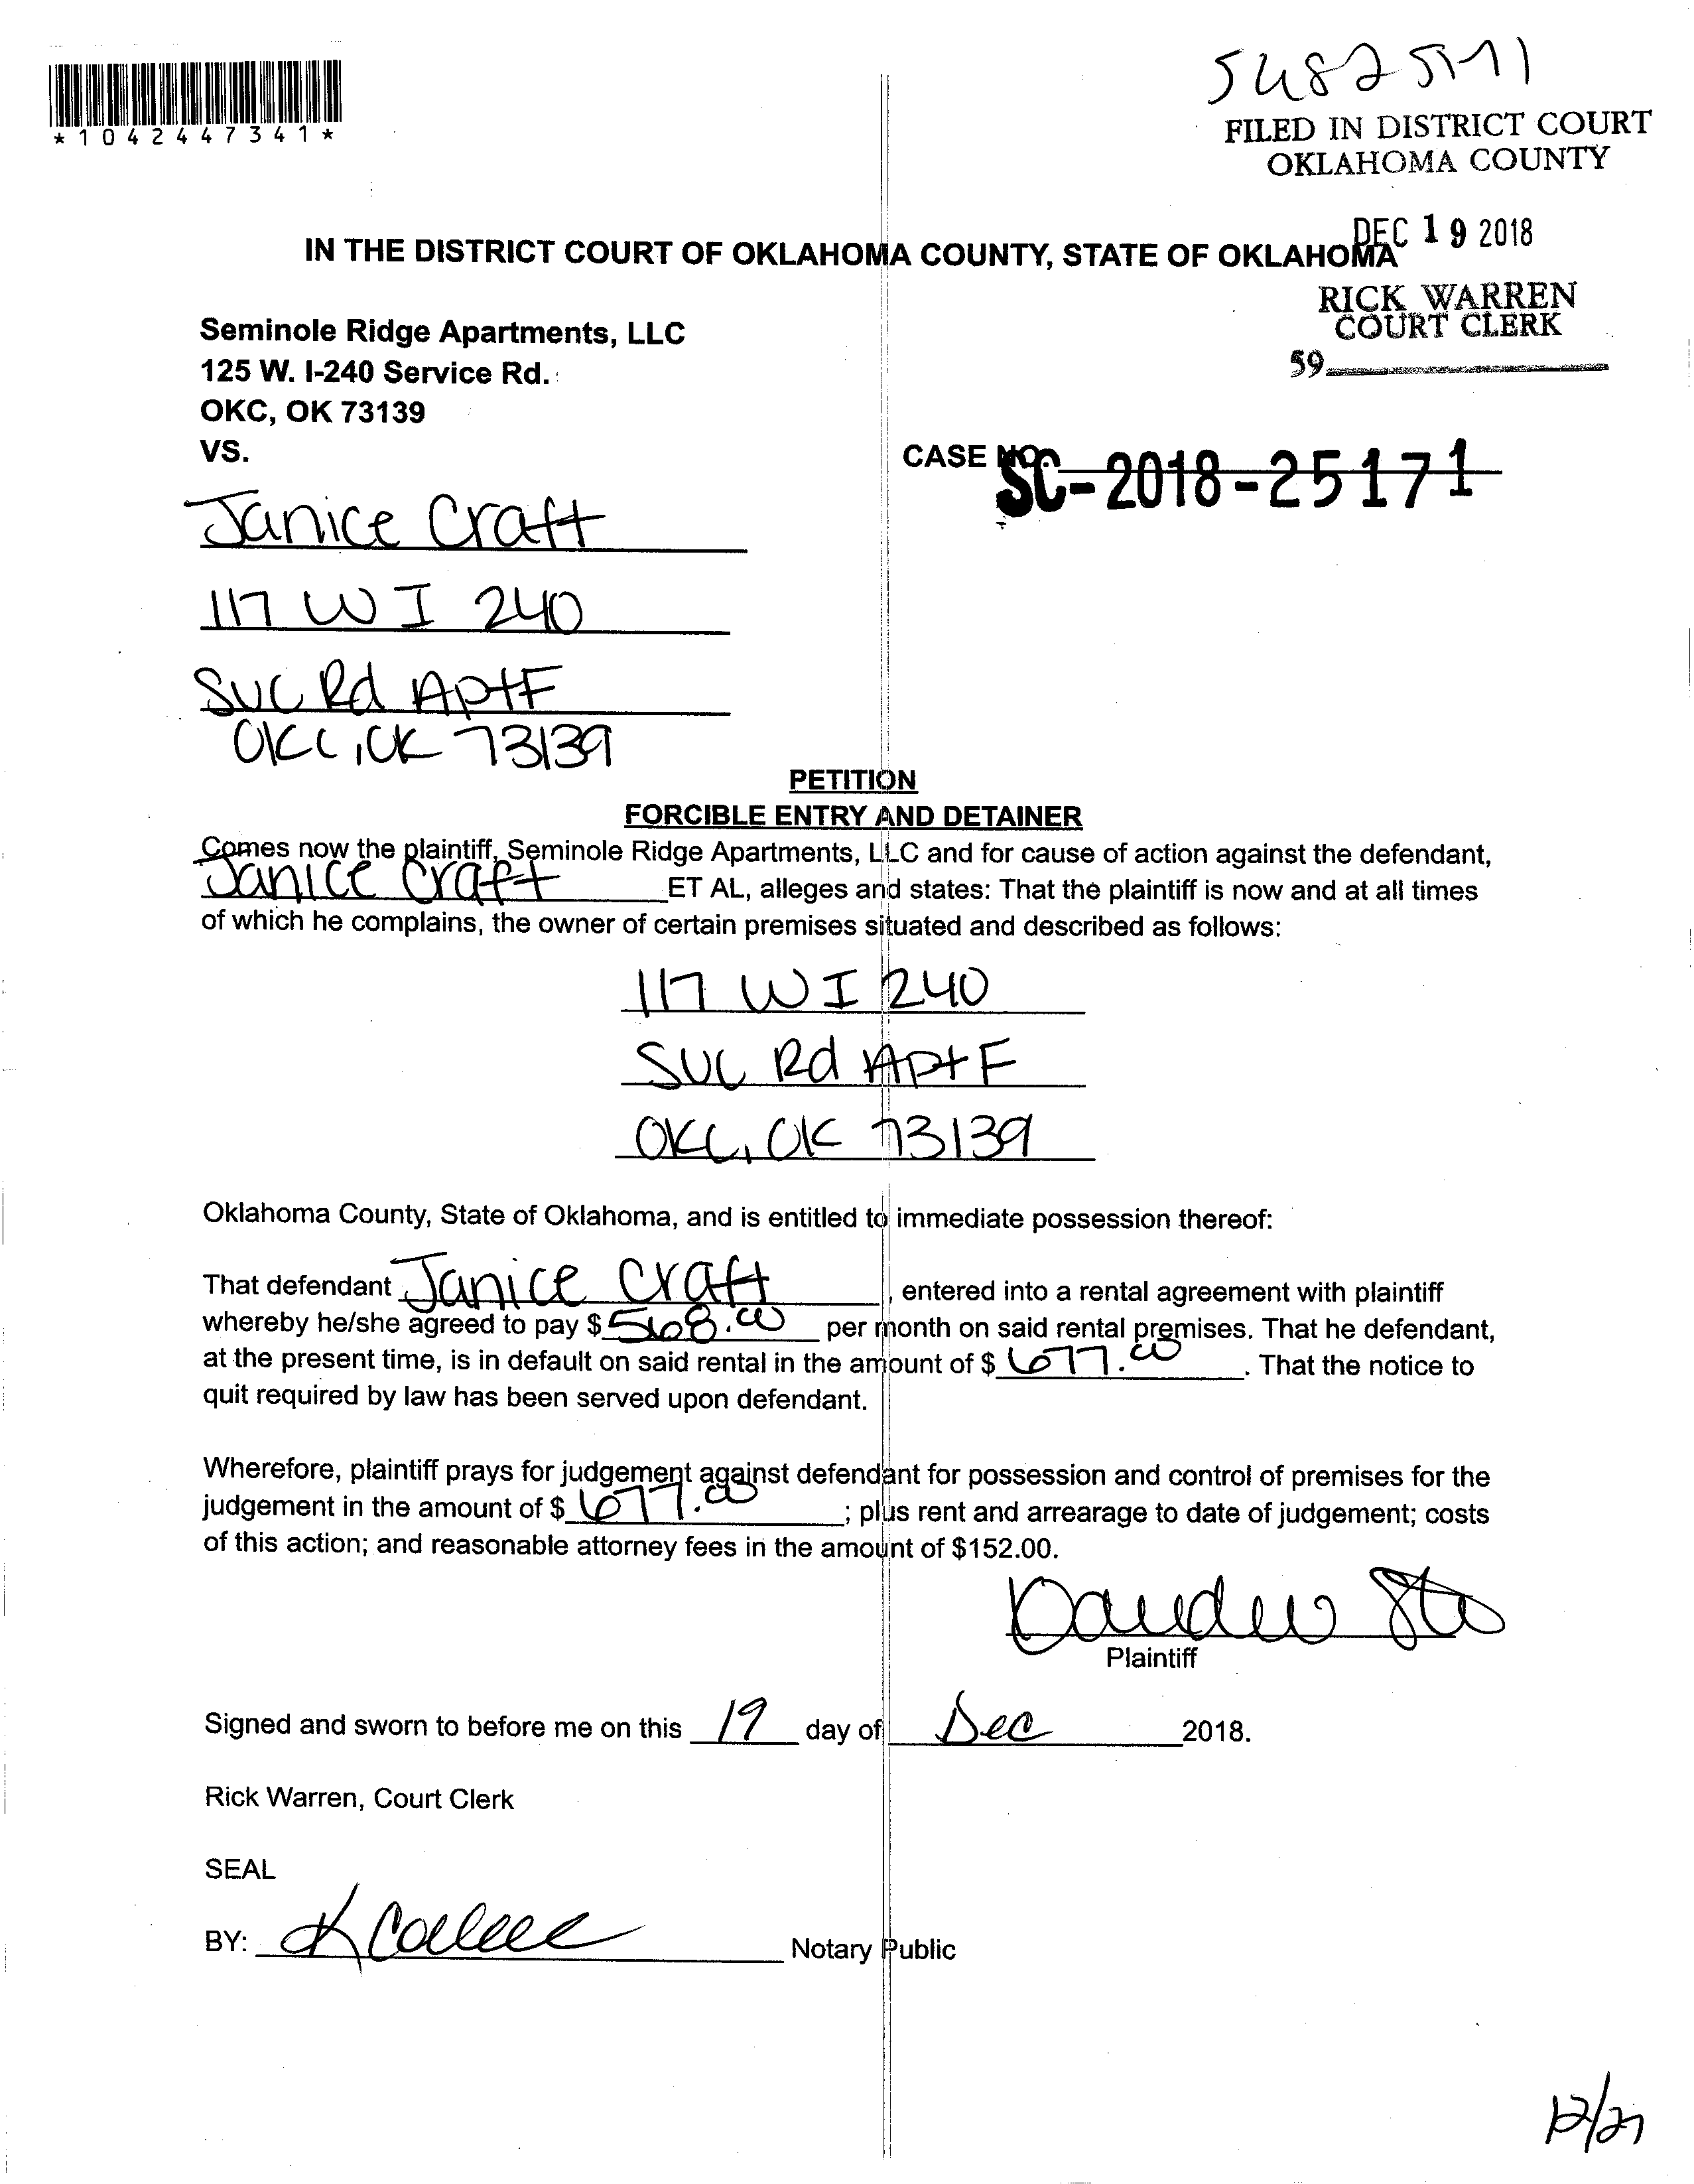 *1042447341*
FILED IN DISTRICT COURT
OKLAHOMA COUNTY
DEC 19 2018
IN THE DISTRICT COURT OF OKLAHOMA COUNTY, STATE OF OKLAHOMA
RICK WARREN
COURT CLERK
59
Seminole Ridge Apartments, LLC
125 W. I-240 Service Rd.
OKC, OK 73139
VS.
CASE NO. SC-2018-25171
Janice Craft
117 W I 240
SVC Rd Apt F
OKC, OK 73139
PETITION
FORCIBLE ENTRY AND DETAINER
Comes now the plaintiff, Seminole Ridge Apartments, LLC and for cause of action against the defendant,
Janice Craft ET AL, alleges and states: That the plaintiff is now and at all times
of which he complains, the owner of certain premises situated and described as follows:
117 W I 240
SVC Rd Apt F
OKC, OK 73139
Oklahoma County, State of Oklahoma, and is entitled to immediate possession thereof:
That defendant Janice Craft, entered into a rental agreement with plaintiff
whereby he/she agreed to pay $568.00 per month on said rental premises. That he defendant,
at the present time, is in default on said rental in the amount of $677.00. That the notice to
quit required by law has been served upon defendant.
Wherefore, plaintiff prays for judgement against defendant for possession and control of premises for the
judgement in the amount of $677.00; plus rent and arrearage to date of judgement; costs
of this action; and reasonable attorney fees in the amount of $152.00.
Plaintiff
Signed and sworn to before me on this 19 day of Dec 2018.
Rick Warren, Court Clerk
SEAL
BY: Notary Public